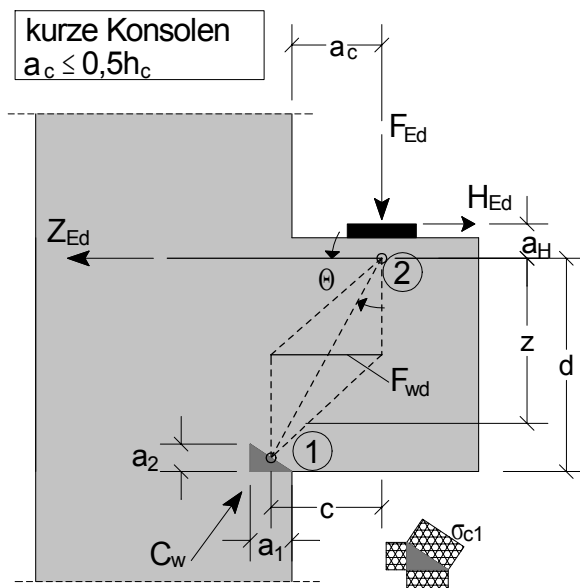 kurze Konsolen
a_c ≤ 0,5h_c
a_c
F_Ed
H_Ed
Z_Ed
a_H
Θ
2
z
d
F_wd
a_2
1
c
C_w
a_1
σ_c1